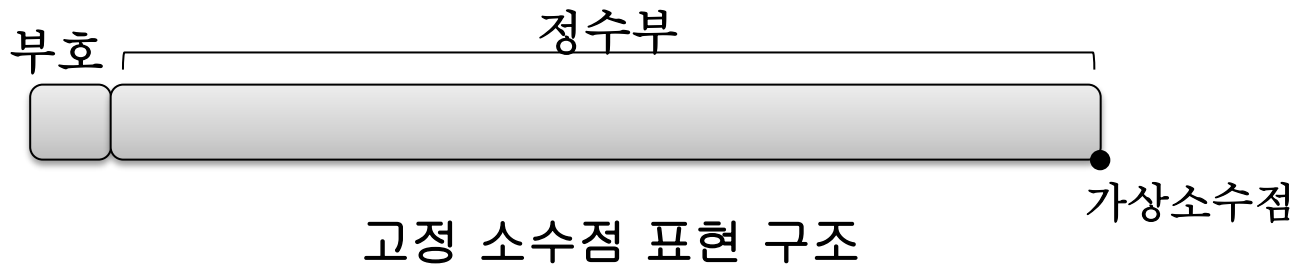 정수부
부호
가상소수점
고정 소수점 표현 구조